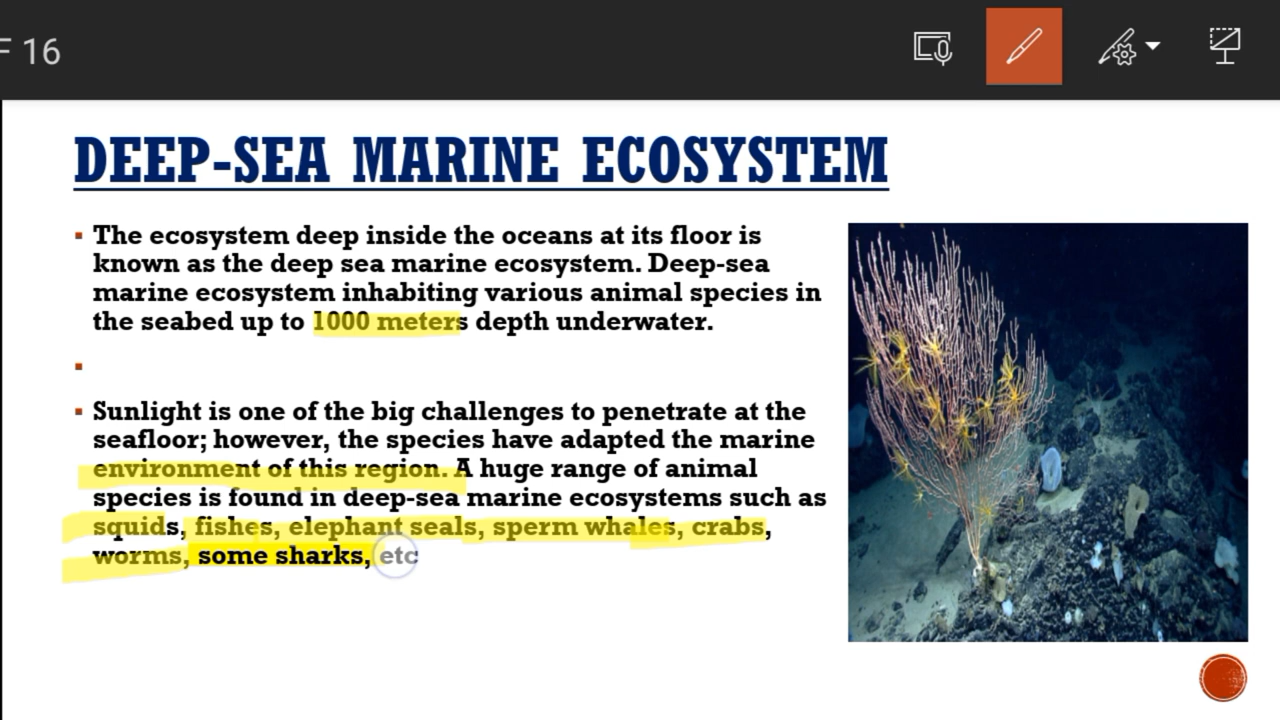 F 16
DEEP-SEA MARINE ECOSYSTEM
▪ The ecosystem deep inside the oceans at its floor is
known as the deep sea marine ecosystem. Deep-sea
marine ecosystem inhabiting various animal species in
the seabed up to 1000 meters depth underwater.
▪
▪ Sunlight is one of the big challenges to penetrate at the
seafloor; however, the species have adapted the marine
environment of this region. A huge range of animal
species is found in deep-sea marine ecosystems such as
squids, fishes, elephant seals, sperm whales, crabs,
worms, some sharks, etc